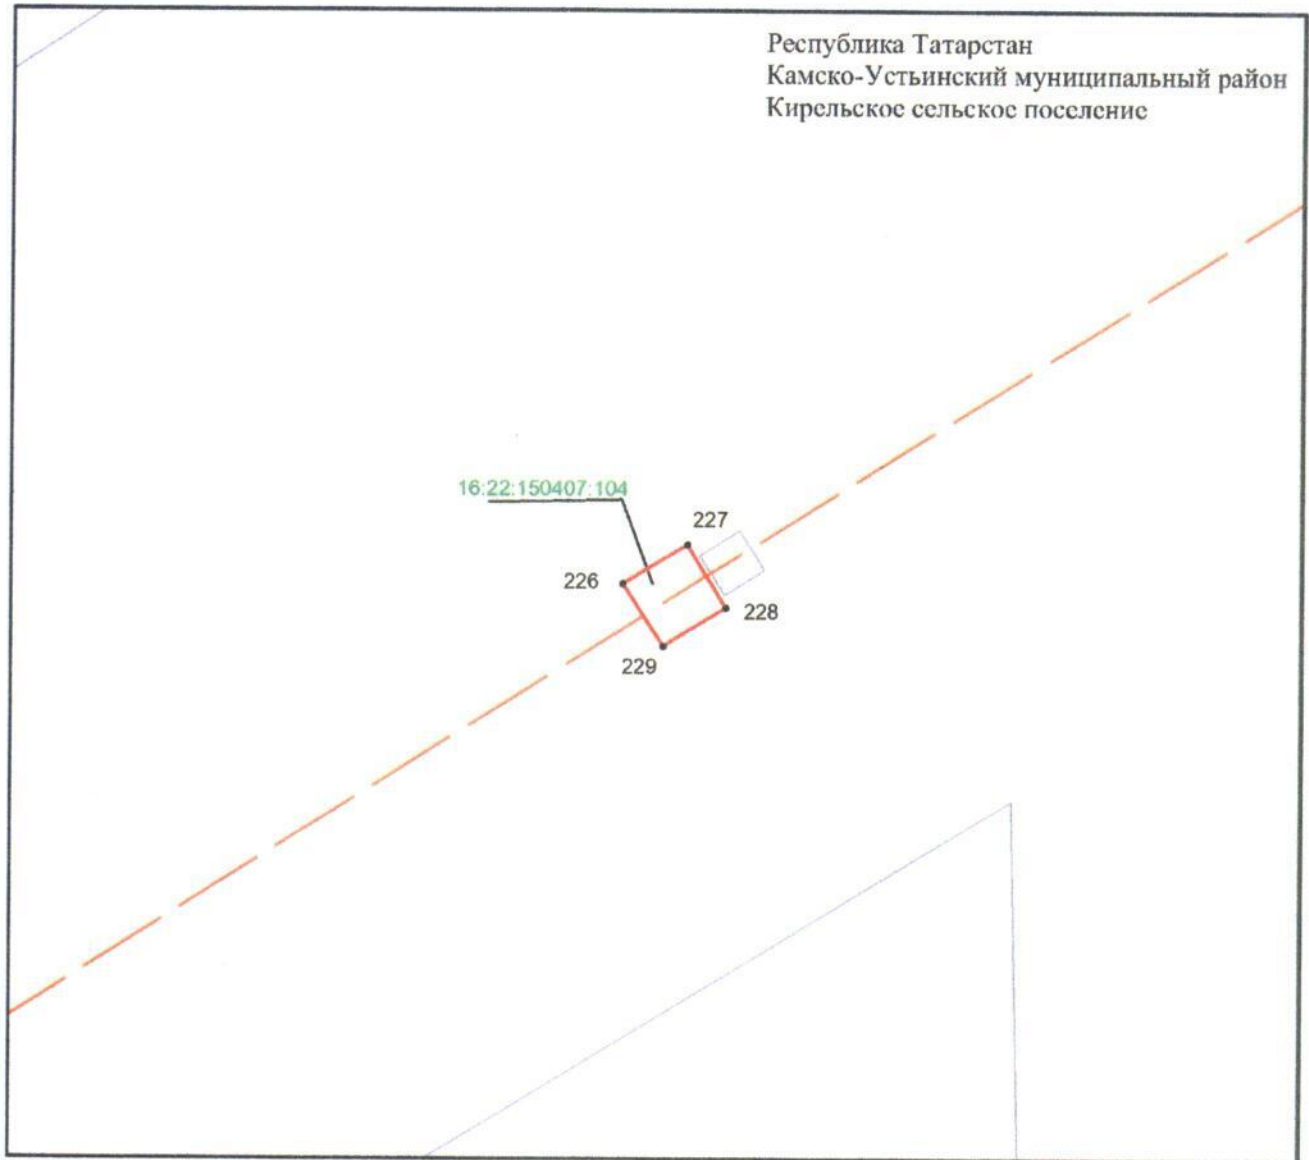 Республика Татарстан
Камско-Устьинский муниципальный район
Кирельское сельское поселение
16:22:150407:104
227
226
228
229